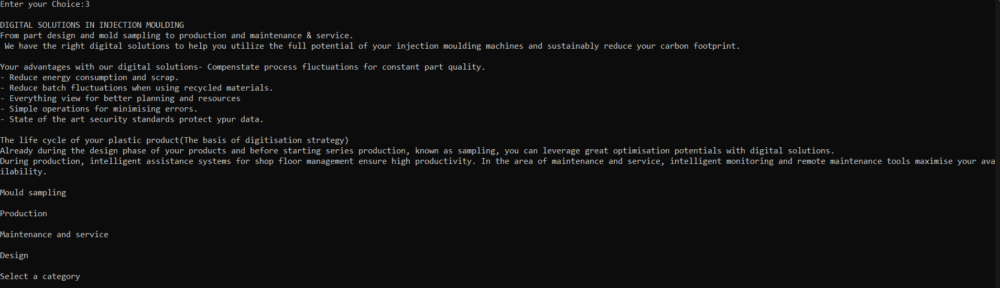 Enter your Choice:3
DIGITAL SOLUTIONS IN INJECTION MOULDING
From part design and mold sampling to production and maintenance & service.
We have the right digital solutions to help you utilize the full potential of your injection moulding machines and sustainably reduce your carbon footprint.
Your advantages with our digital solutions- Compenstate process fluctuations for constant part quality.
- Reduce energy consumption and scrap.
- Reduce batch fluctuations when using recycled materials.
- Everything view for better planning and resources
- Simple operations for minimising errors.
- State of the art security standards protect ypur data.
The life cycle of your plastic product(The basis of digitisation strategy)
Already during the design phase of your products and before starting series production, known as sampling, you can leverage great optimisation potentials with digital solutions.
During production, intelligent assistance systems for shop floor management ensure high productivity. In the area of maintenance and service, intelligent monitoring and remote maintenance tools maximise your ava
ilability.
Mould sampling
Production
Maintenance and service
Design
Select a category